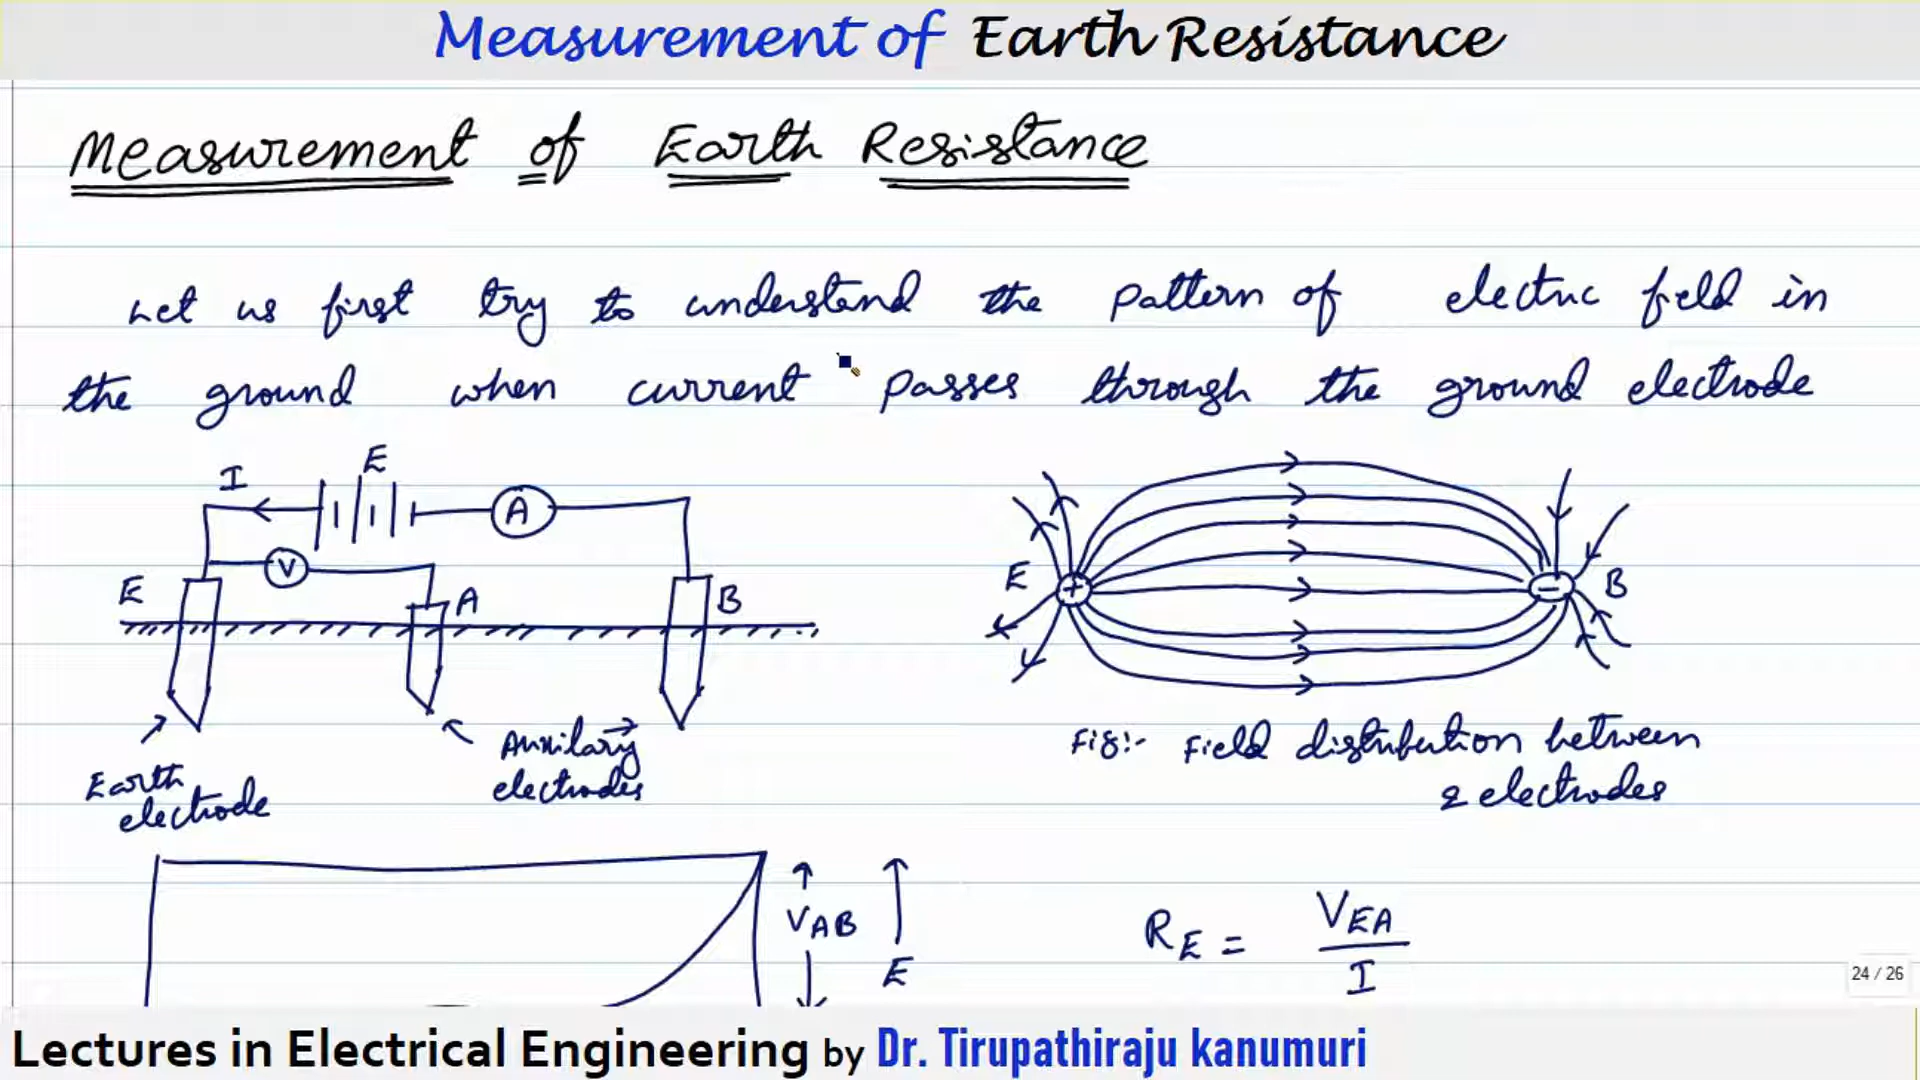 Measurement of Earth Resistance
Measurement of Earth Resistance
Let us first try to understand the pattern of electric field in
the ground when current passes through the ground electrode
I
E
A
V
E
A
B
Earth
electrode
Auxilary
electrodes
E
+
-
B
Fig:- Field distribution between
2 electrodes
VAB
E
RE = VEA
I
24 / 26
Lectures in Electrical Engineering by Dr. Tirupathiraju kanumuri